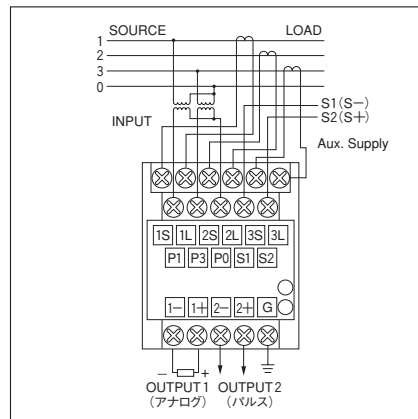 SOURCE LOAD
1
2
3
0
S1(S−)
S2(S+)
INPUT
Aux. Supply
1S 1L 2S 2L 3S 3L
P1 P3 P0 S1 S2
1− 1+ 2− 2+ G
− +
OUTPUT1 OUTPUT2
(アナログ) (パルス)